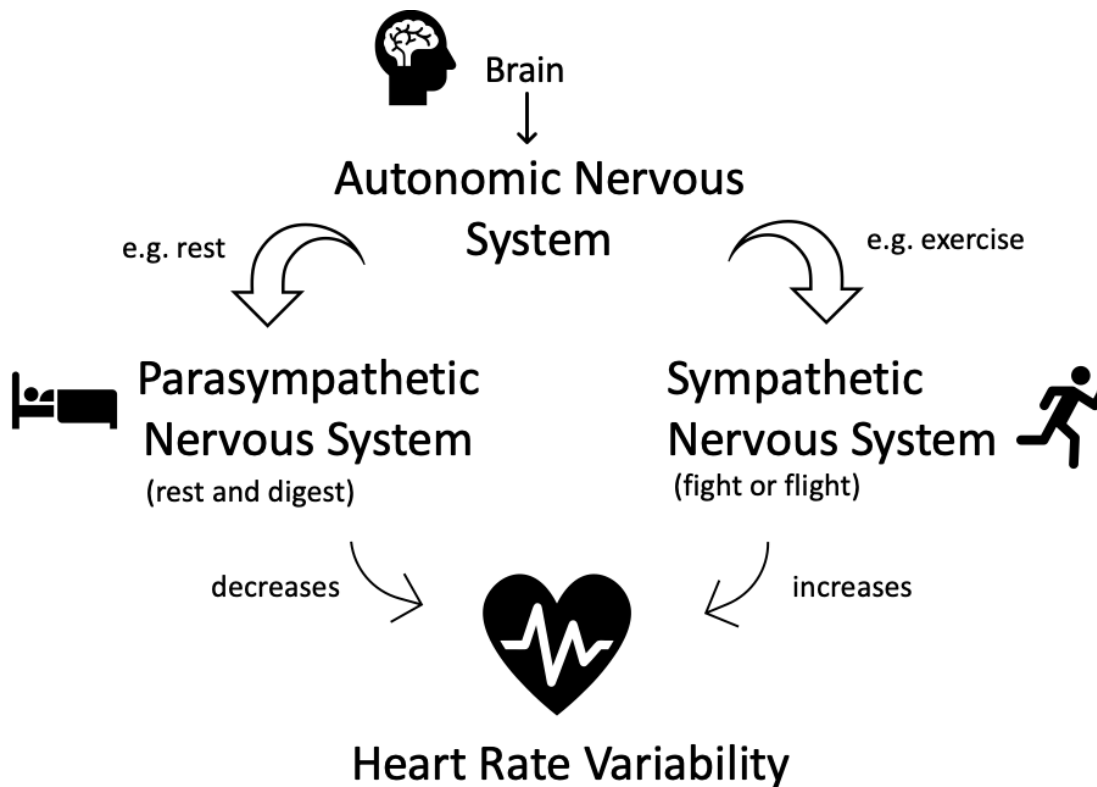 Brain
Autonomic Nervous
System
e.g. rest
e.g. exercise
Parasympathetic
Nervous System
(rest and digest)
Sympathetic
Nervous System
(fight or flight)
decreases
increases
Heart Rate Variability